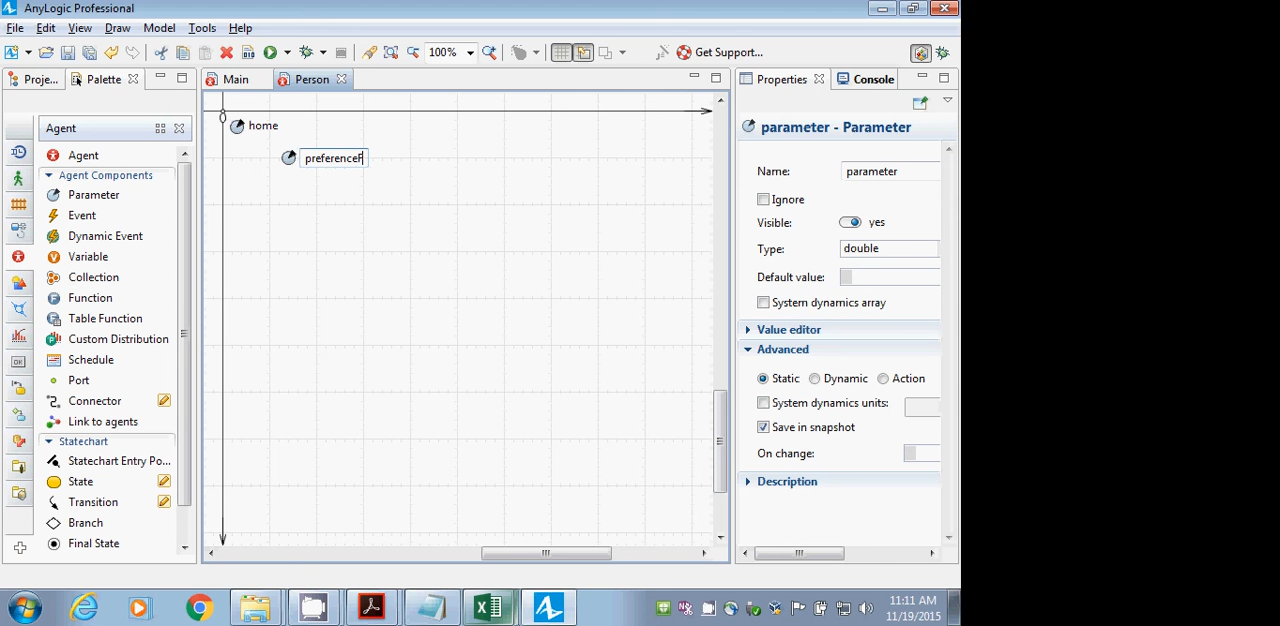 AnyLogic Professional
File Edit View Draw Model Tools Help
100% Get Support...
Proje... Palette Main Person Properties Console
Agent
home
preferenceF
parameter - Parameter
Agent
Agent Components
Parameter
Event
Dynamic Event
Variable
Collection
Function
Table Function
Custom Distribution
Schedule
Port
Connector
Link to agents
Statechart
Statechart Entry Po...
State
Transition
Branch
Final State
Name: parameter
Ignore
Visible: yes
Type: double
Default value:
System dynamics array
Value editor
Advanced
Static Dynamic Action
System dynamics units:
Save in snapshot
On change:
Description
11:11 AM
11/19/2015